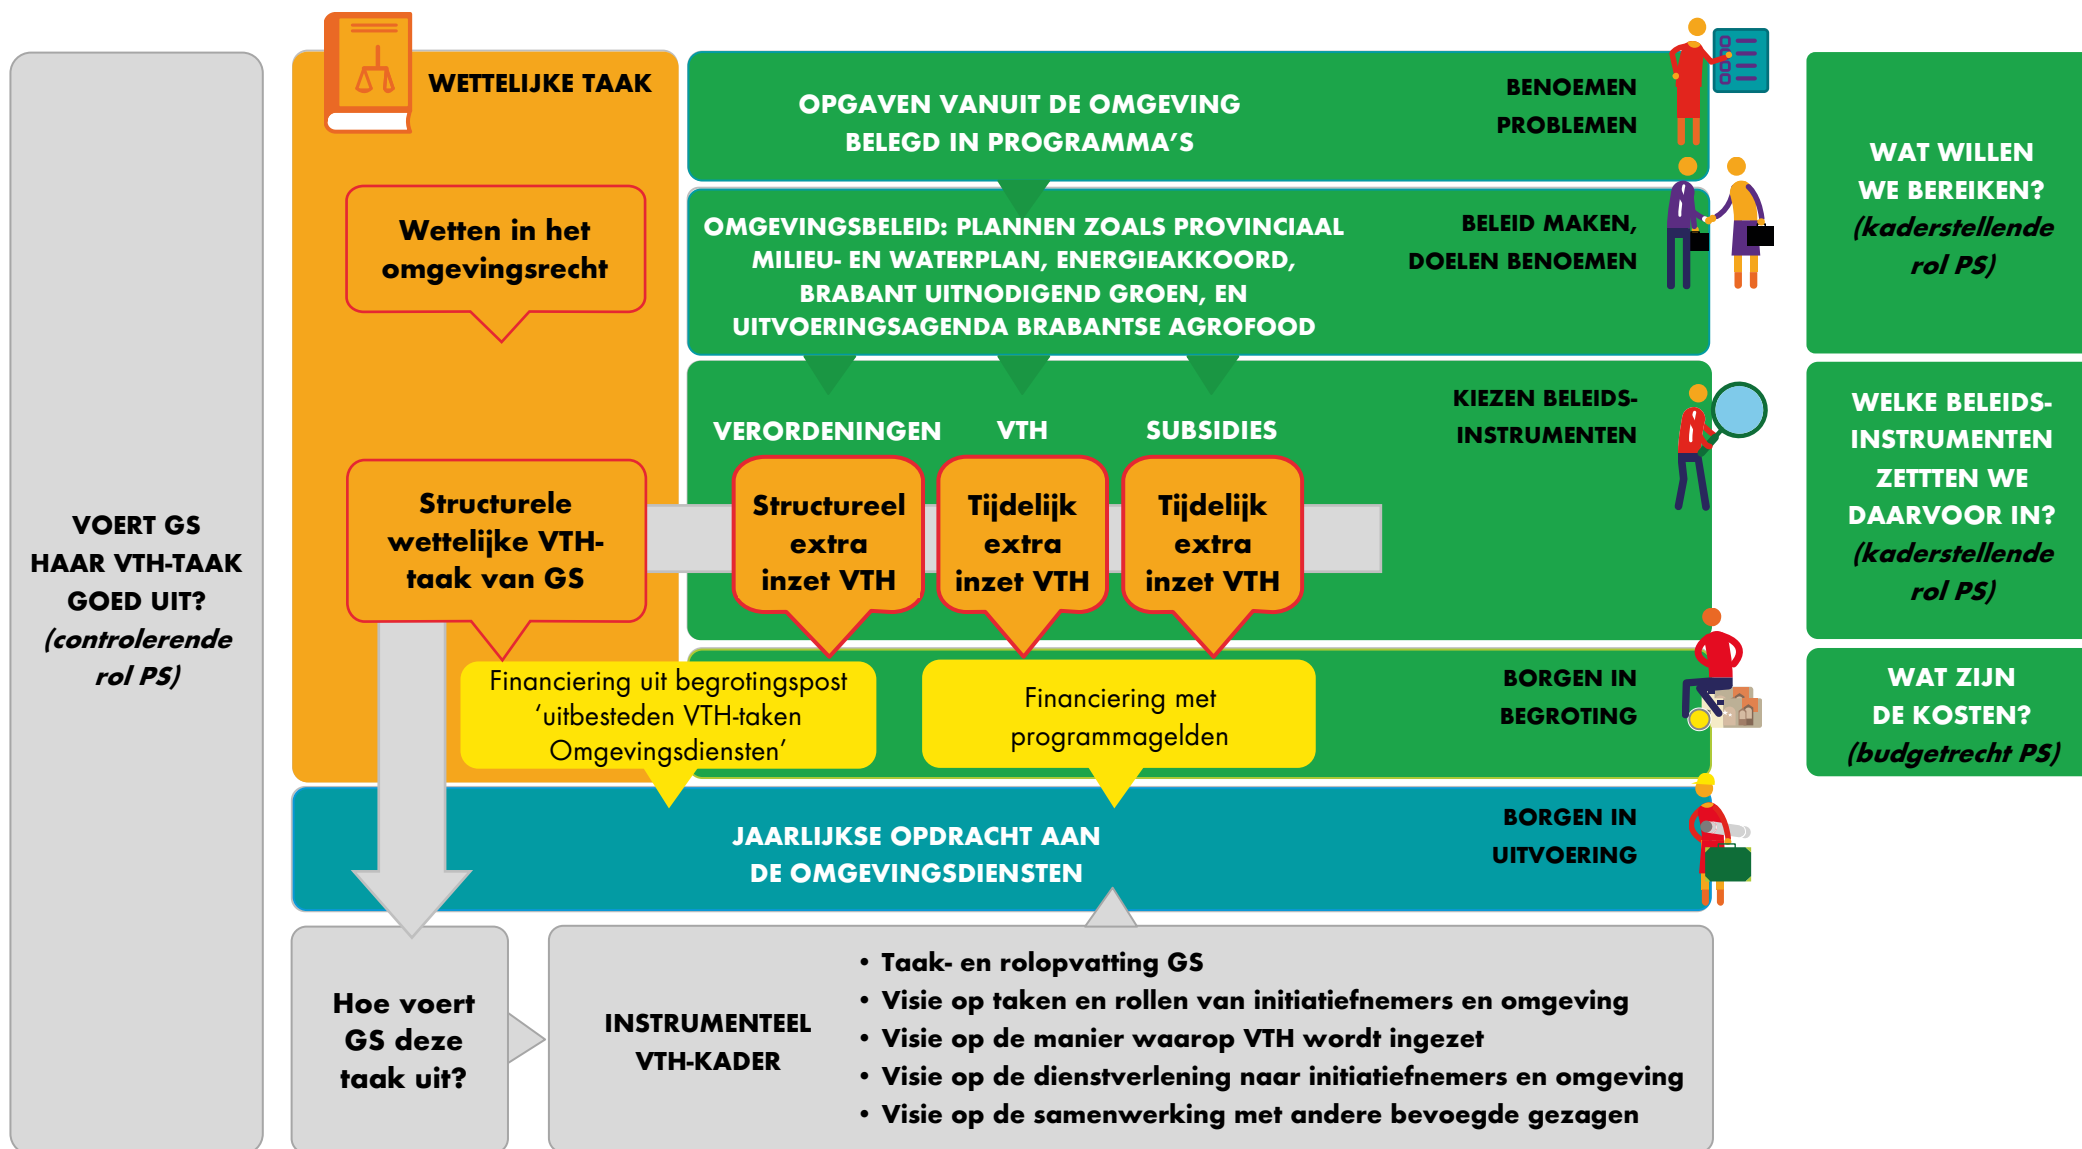 VOERT GS
HAAR VTH-TAAK
GOED UIT?
(controlerende
rol PS)
WETTELIJKE TAAK
Wetten in het
omgevingsrecht
Structurele
wettelijke VTH-
taak van GS
OPGAVEN VANUIT DE OMGEVING
BELEGD IN PROGRAMMA’S
BENOEMEN
PROBLEMEN
OMGEVINGSBELEID: PLANNEN ZOALS PROVINCIAAL
MILIEU- EN WATERPLAN, ENERGIEAKKOORD,
BRABANT UITNODIGEND GROEN, EN
UITVOERINGSAGENDA BRABANTSE AGROFOOD
BELEID MAKEN,
DOELEN BENOEMEN
KIEZEN BELEIDS-
INSTRUMENTEN
VERORDENINGEN
VTH
SUBSIDIES
Structureel
extra
inzet VTH
Tijdelijk
extra
inzet VTH
Tijdelijk
extra
inzet VTH
Financiering uit begrotingspost
‘uitbesteden VTH-taken
Omgevingsdiensten’
Financiering met
programmagelden
BORGEN IN
BEGROTING
JAARLIJKSE OPDRACHT AAN
DE OMGEVINGSDIENSTEN
BORGEN IN
UITVOERING
WAT WILLEN
WE BEREIKEN?
(kaderstellende
rol PS)
WELKE BELEIDS-
INSTRUMENTEN
ZETTTEN WE
DAARVOOR IN?
(kaderstellende
rol PS)
WAT ZIJN
DE KOSTEN?
(budgetrecht PS)
Hoe voert
GS deze
taak uit?
INSTRUMENTEEL
VTH-KADER
• Taak- en rolopvatting GS
• Visie op taken en rollen van initiatiefnemers en omgeving
• Visie op de manier waarop VTH wordt ingezet
• Visie op de dienstverlening naar initiatiefnemers en omgeving
• Visie op de samenwerking met andere bevoegde gezagen